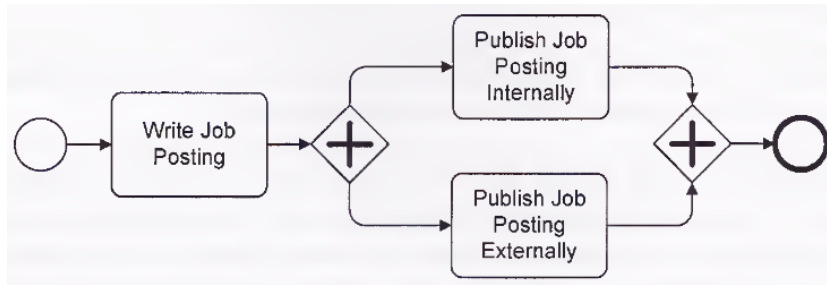 Write Job
Posting
Publish Job
Posting
Internally
Publish Job
Posting
Externally